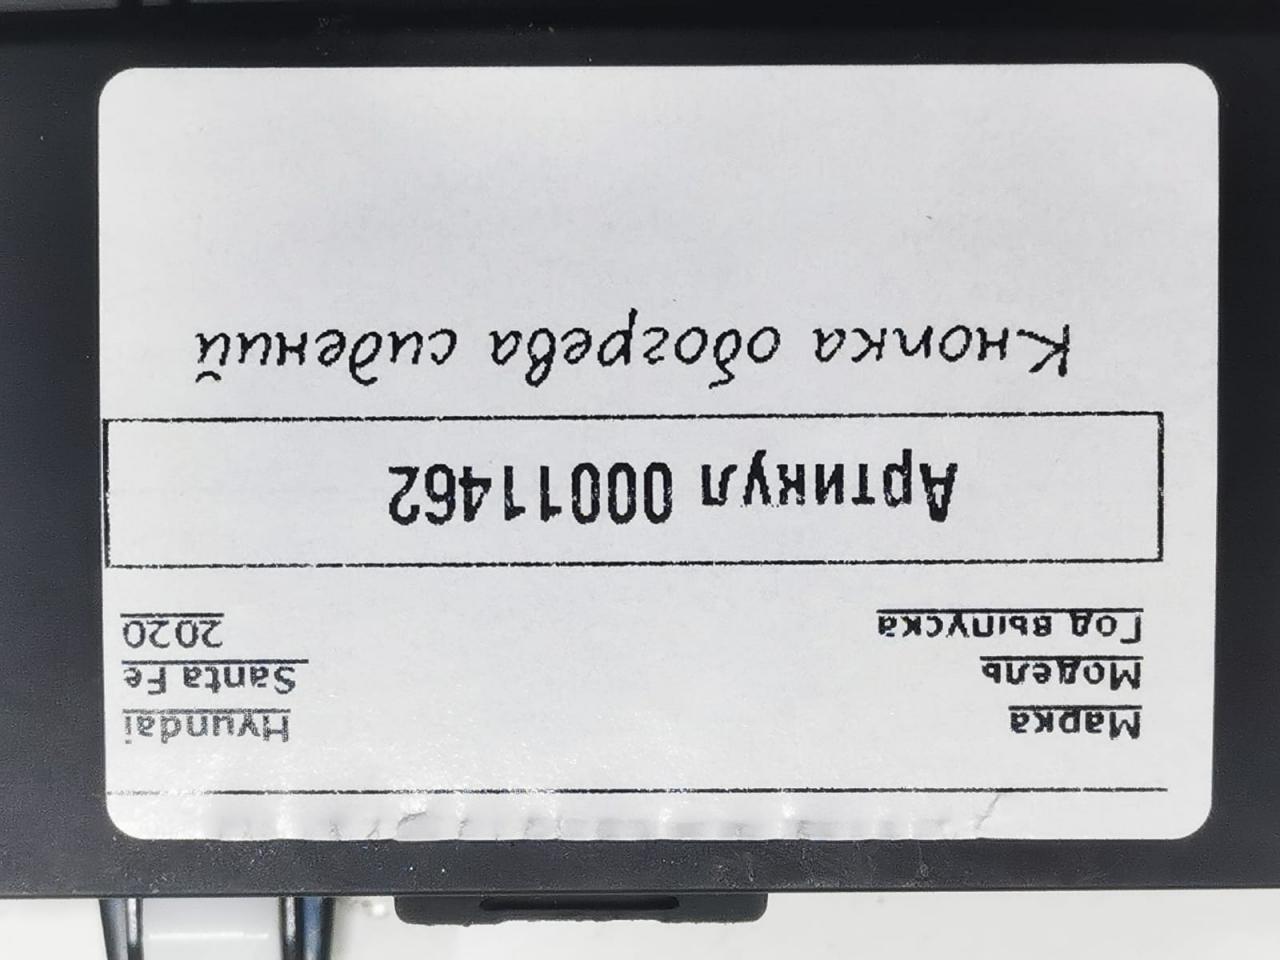 Марка Hyundai
Модель Santa Fe
Год выпуска 2020
Артикул 00011462
Кнопка обогрева сидений